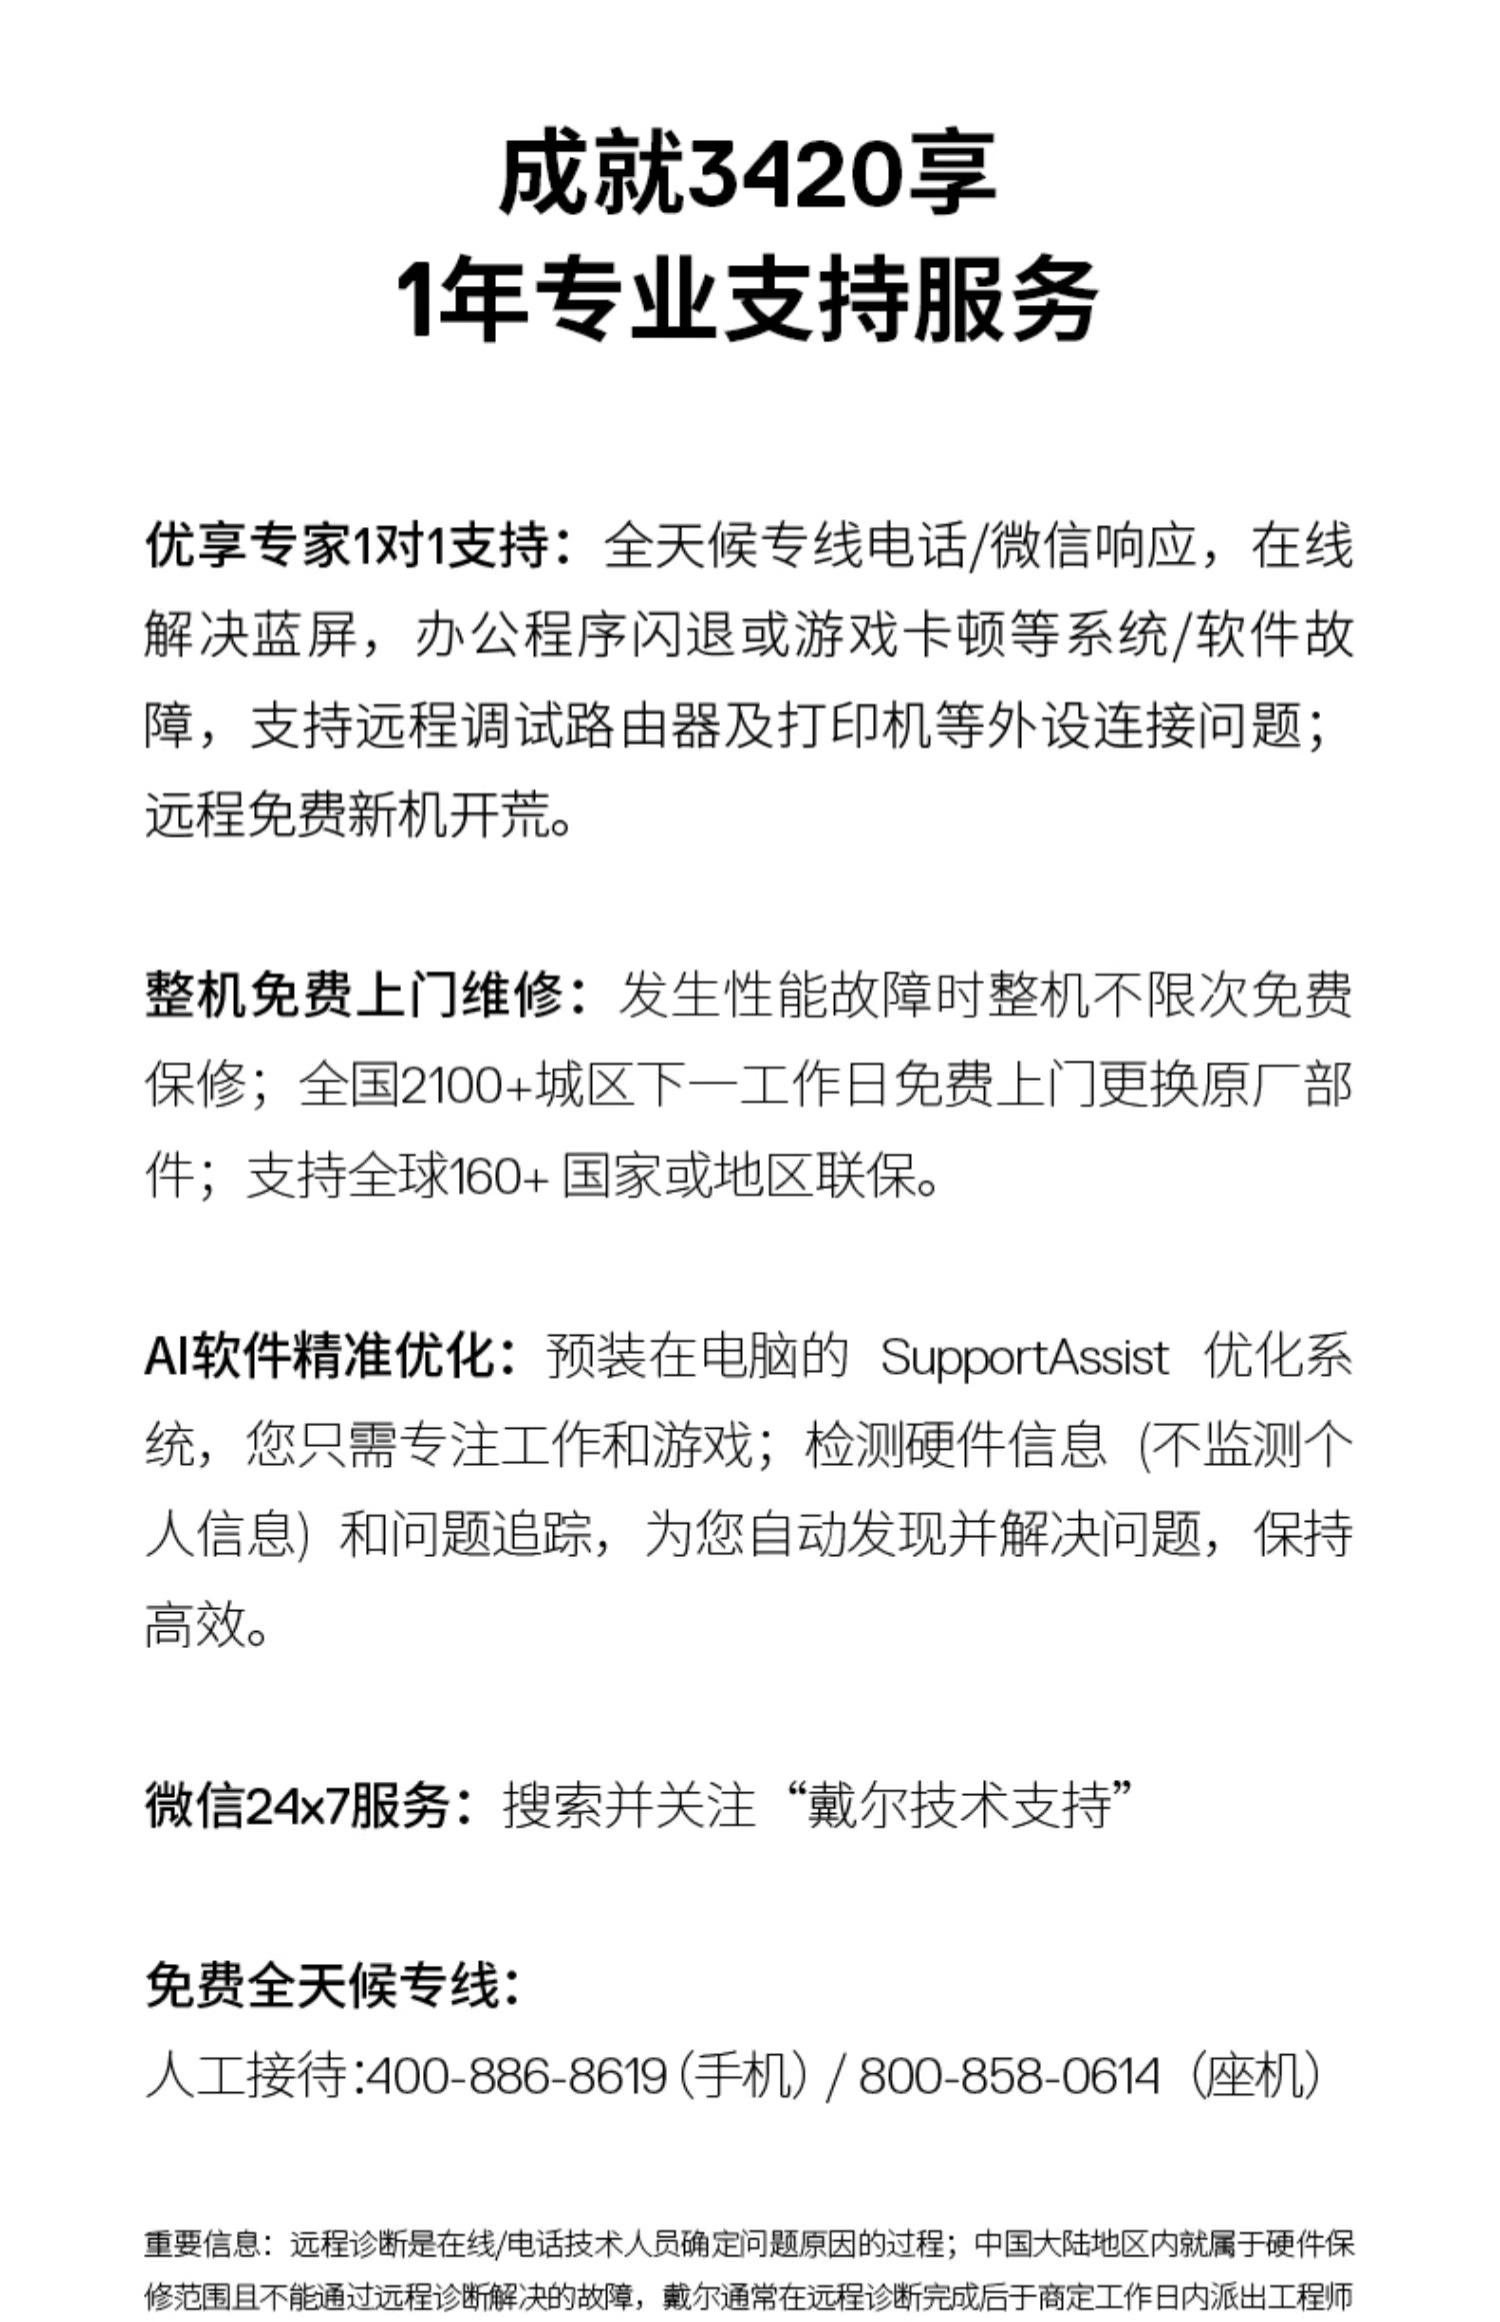 成就3420享
1年专业支持服务
优享专家1对1支持：全天候专线电话/微信响应，在线
解决蓝屏，办公程序闪退或游戏卡顿等系统/软件故
障，支持远程调试路由器及打印机等外设连接问题；
远程免费新机开荒。
整机免费上门维修：发生性能故障时整机不限次免费
保修；全国2100+城区下一工作日免费上门更换原厂部
件；支持全球160+ 国家或地区联保。
AI软件精准优化：预装在电脑的 SupportAssist 优化系
统，您只需专注工作和游戏；检测硬件信息（不监测个
人信息）和问题追踪，为您自动发现并解决问题，保持
高效。
微信24x7服务：搜索并关注“戴尔技术支持”
免费全天候专线：
人工接待:400-886-8619（手机）/ 800-858-0614（座机）
重要信息：远程诊断是在线/电话技术人员确定问题原因的过程；中国大陆地区内就属于硬件保
修范围且不能通过远程诊断解决的故障，戴尔通常在远程诊断完成后于商定工作日内派出工程师